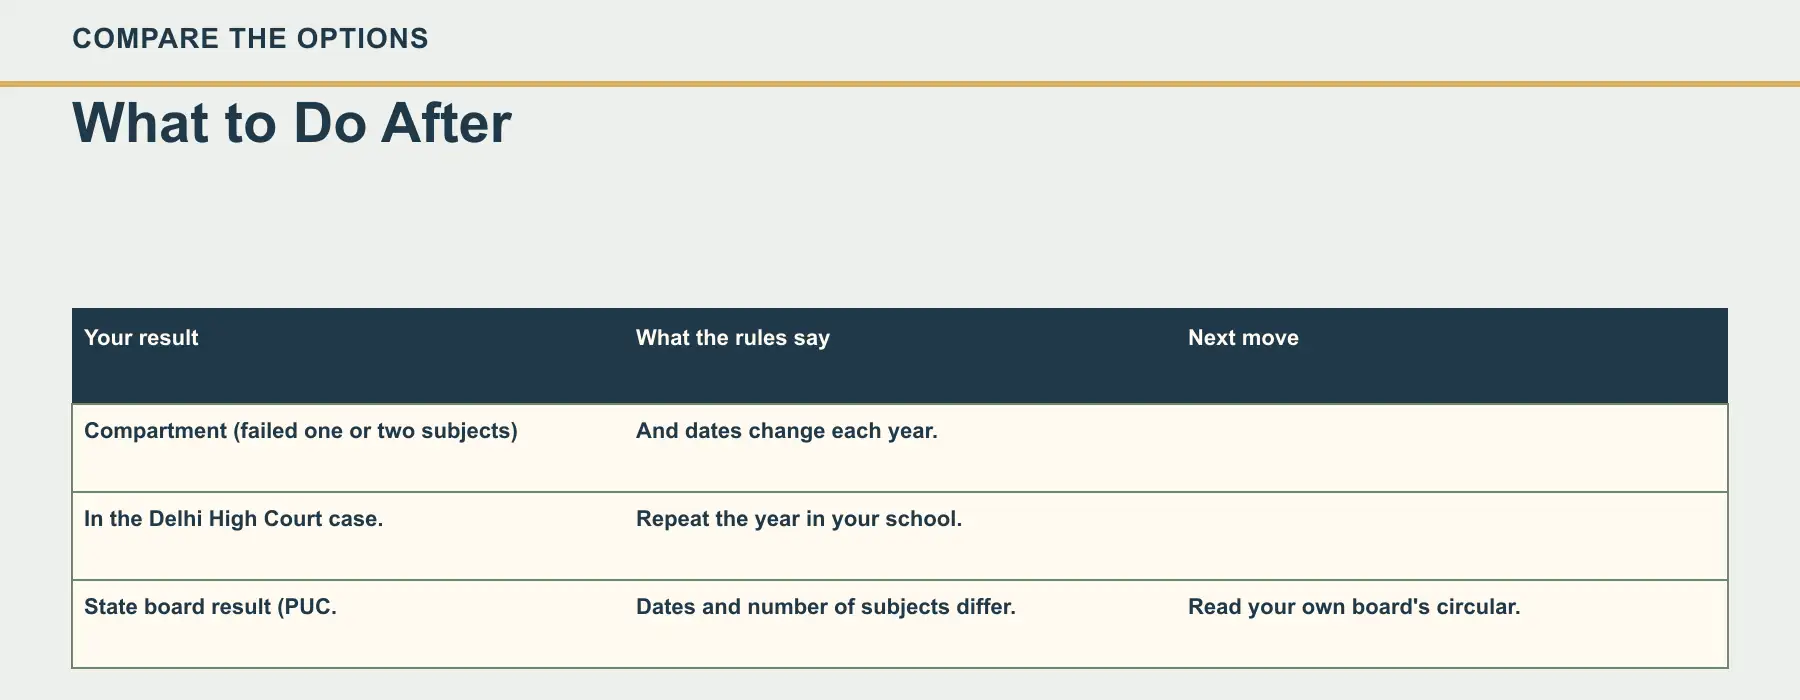 COMPARE THE OPTIONS
What to Do After
Your result What the rules say Next move
Compartment (failed one or two subjects) And dates change each year.
In the Delhi High Court case. Repeat the year in your school.
State board result (PUC. Dates and number of subjects differ. Read your own board's circular.